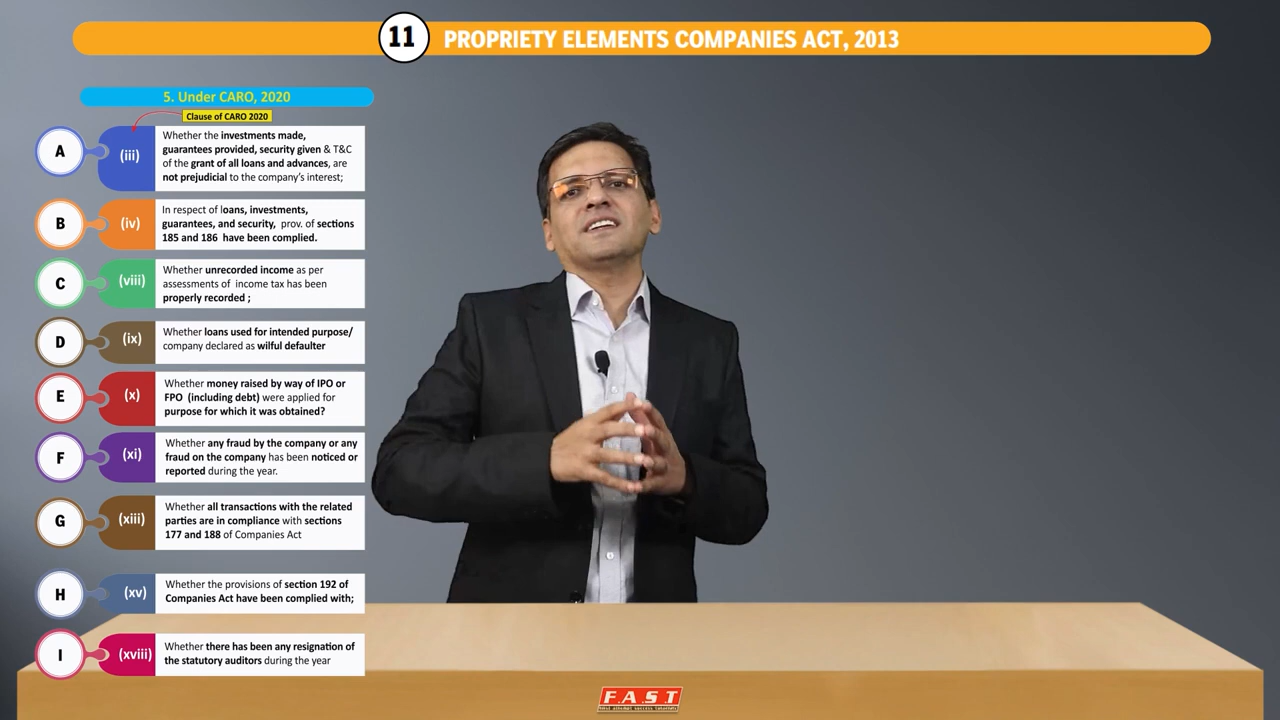 11 PROPRIETY ELEMENTS COMPANIES ACT, 2013
5. Under CARO, 2020
Clause of CARO 2020
A
(iii)
Whether the investments made,
guarantees provided, security given & T&C
of the grant of all loans and advances, are
not prejudicial to the company's interest;
B
(iv)
In respect of loans, investments,
guarantees, and security, prov. of sections
185 and 186 have been complied.
C
(viii)
Whether unrecorded income as per
assessments of income tax has been
properly recorded ;
D
(ix)
Whether loans used for intended purpose/
company declared as wilful defaulter
E
(x)
Whether money raised by way of IPO or
FPO (including debt) were applied for
purpose for which it was obtained?
F
(xi)
Whether any fraud by the company or any
fraud on the company has been noticed or
reported during the year.
G
(xiii)
Whether all transactions with the related
parties are in compliance with sections
177 and 188 of Companies Act
H
(xv)
Whether the provisions of section 192 of
Companies Act have been complied with;
I
(xviii)
Whether there has been any resignation of
the statutory auditors during the year
F.A.S.T